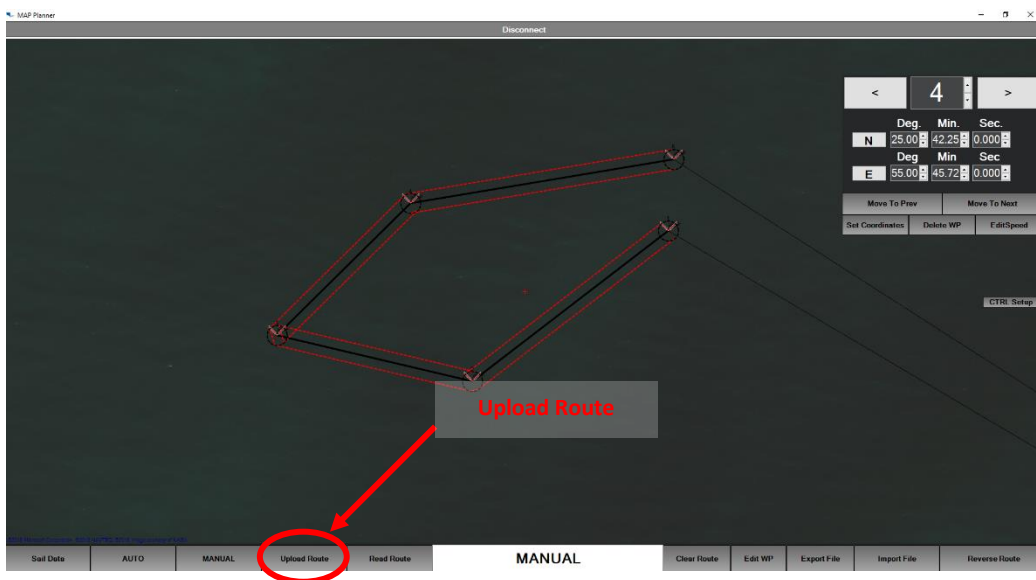 MAP Planner
Disconnect
< 4 >
Deg. Min. Sec.
N 25.00 42.25 0.000
Deg Min Sec
E 55.00 45.72 0.000
Move To Prev Move To Next
Set Coordinates Delete WP EditSpeed
CTRL Setup
Upload Route
Sail Date AUTO MANUAL Upload Route Read Route MANUAL Clear Route Edit WP Export File Import File Reverse Route